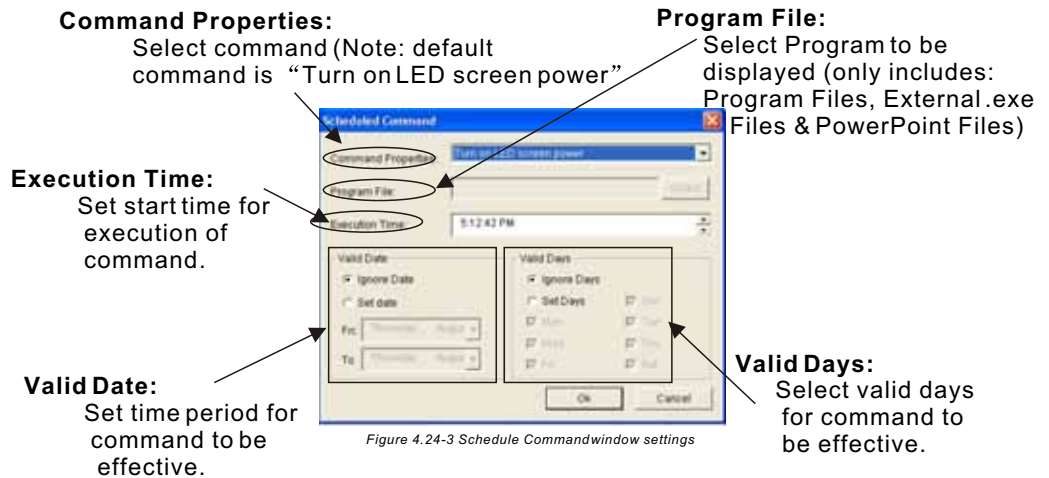 Command Properties:
Select command (Note: default
command is “Turn on LED screen power”
Program File:
Select Program to be
displayed (only includes:
Program Files, External .exe
Files & PowerPoint Files)
Execution Time:
Set start time for
execution of
command.
Scheduled Command
Command Properties
Turn on LED screen power
Program File:
Execution Time:
5:12:42 PM
Valid Date
Ignore Date
Set date
Fr:
To
Valid Days
Ignore Days
Set Days
Ok
Cancel
Valid Date:
Set time period for
command to be
effective.
Valid Days:
Select valid days
for command to
be effective.
Figure 4.24-3 Schedule Commandwindow settings